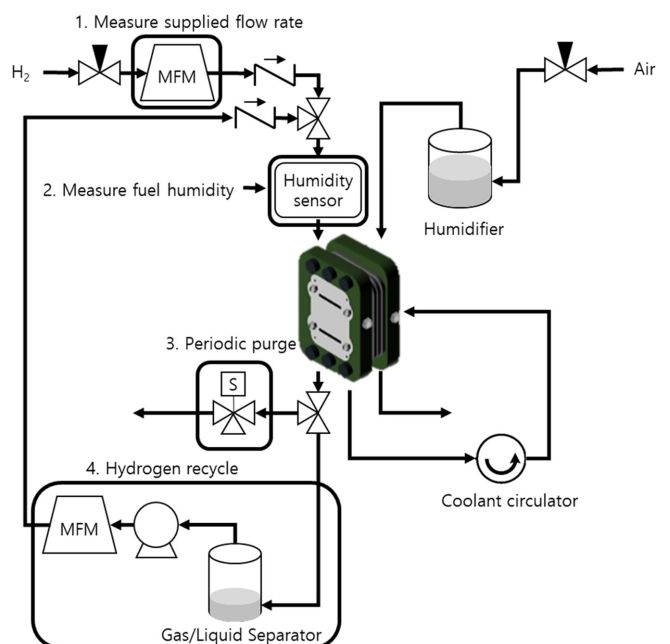 1. Measure supplied flow rate
H₂
MFM
Air
2. Measure fuel humidity
Humidity
sensor
Humidifier
3. Periodic purge
S
4. Hydrogen recycle
MFM
Coolant circulator
Gas/Liquid Separator